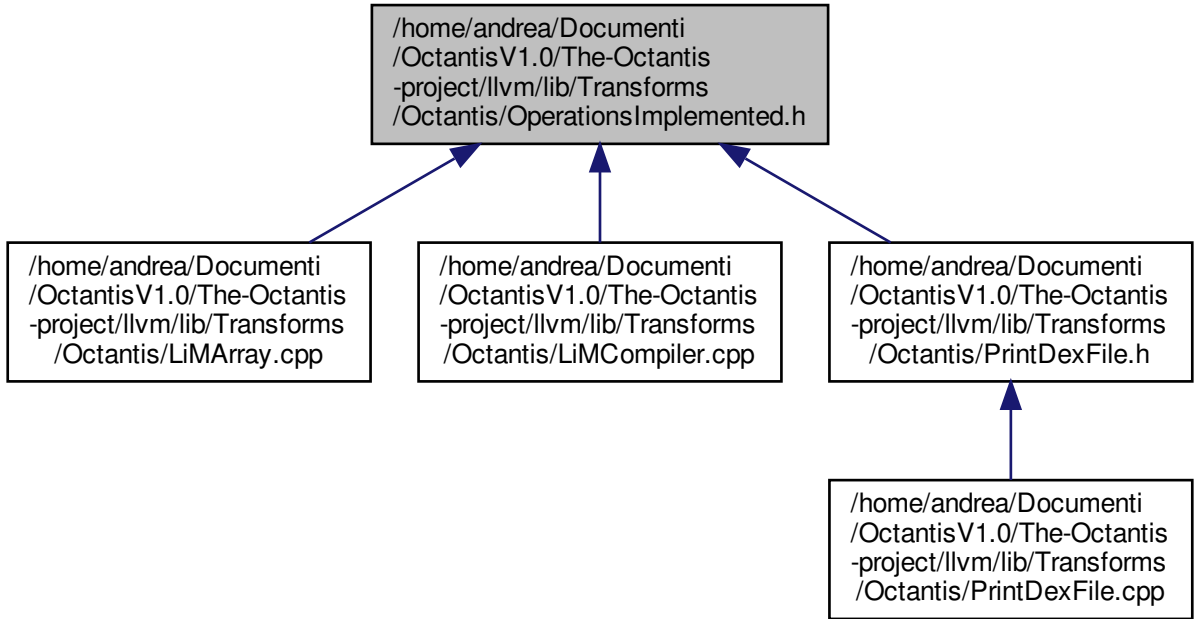 /home/andrea/Documenti
/OctantisV1.0/The-Octantis
-project/llvm/lib/Transforms
/Octantis/OperationsImplemented.h
/home/andrea/Documenti
/OctantisV1.0/The-Octantis
-project/llvm/lib/Transforms
/Octantis/LiMArray.cpp
/home/andrea/Documenti
/OctantisV1.0/The-Octantis
-project/llvm/lib/Transforms
/Octantis/LiMCompiler.cpp
/home/andrea/Documenti
/OctantisV1.0/The-Octantis
-project/llvm/lib/Transforms
/Octantis/PrintDexFile.h
/home/andrea/Documenti
/OctantisV1.0/The-Octantis
-project/llvm/lib/Transforms
/Octantis/PrintDexFile.cpp